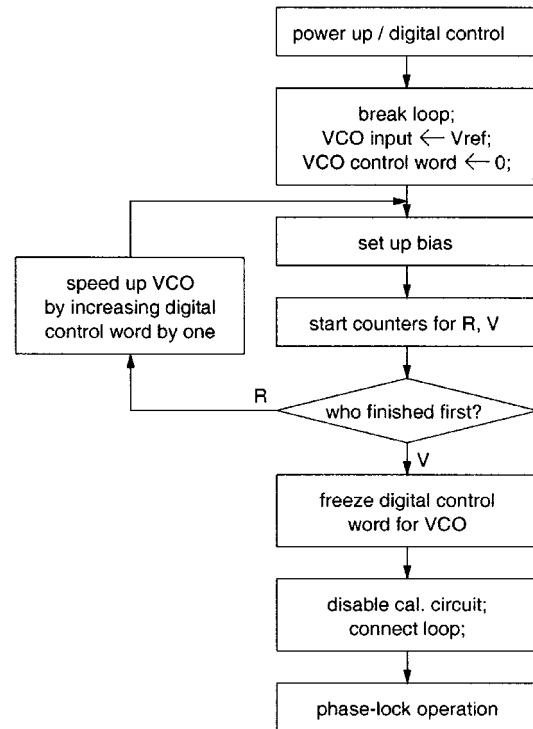 power up / digital control
break loop;
VCO input ← Vref;
VCO control word ← 0;
set up bias
speed up VCO
by increasing digital
control word by one
start counters for R, V
who finished first?
R
V
freeze digital control
word for VCO
disable cal. circuit;
connect loop;
phase-lock operation